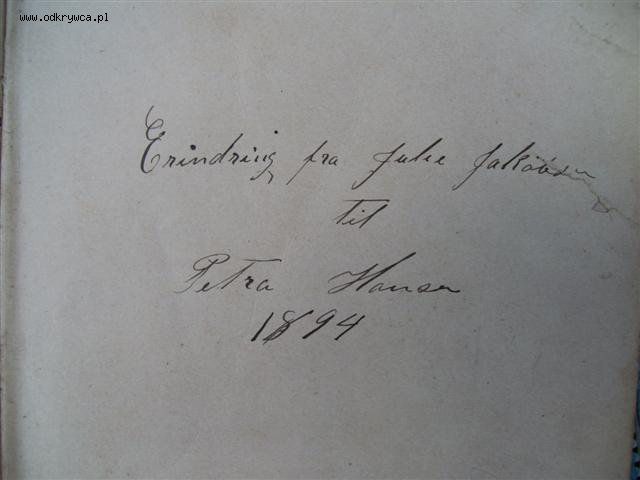 www.odkrywca.pl
Erindring fra Julie Jakobsen
til
Petra Hansen
1894